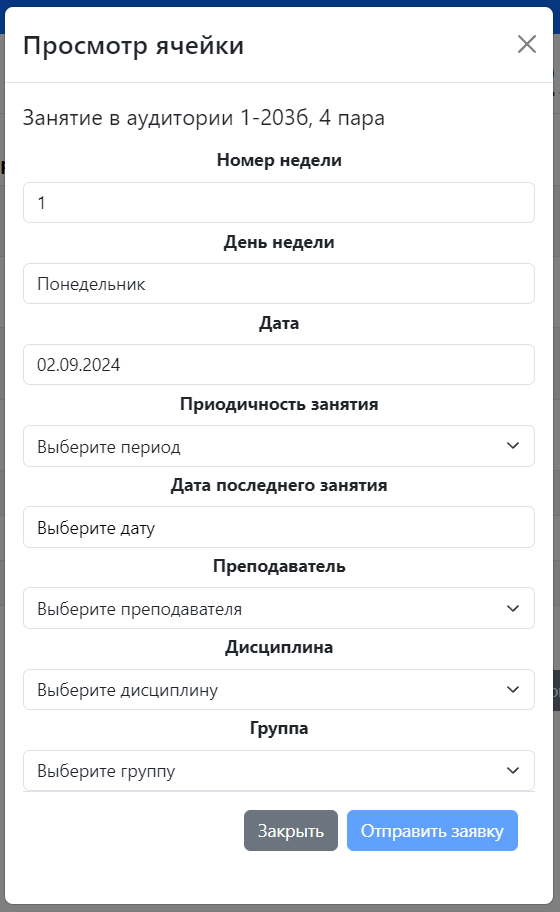 Просмотр ячейки
Занятие в аудитории 1-203б, 4 пара
Номер недели
1
День недели
Понедельник
Дата
02.09.2024
Приодичность занятия
Выберите период
Дата последнего занятия
Выберите дату
Преподаватель
Выберите преподавателя
Дисциплина
Выберите дисциплину
Группа
Выберите группу
Закрыть Отправить заявку